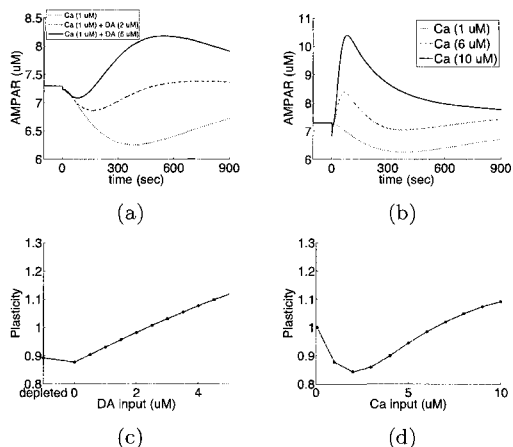 Ca (1 uM)
Ca (1 uM) + DA (2 uM)
Ca (1 uM) + DA (5 uM)
8.5
8
7.5
7
6.5
6
AMPAR (uM)
0 300 600 900
time (sec)
(a)
Ca (1 uM)
Ca (6 uM)
Ca (10 uM)
11
10
9
8
7
6
AMPAR (uM)
0 300 600 900
time (sec)
(b)
1.3
1.2
1.1
1
0.9
0.8
Plasticity
depleted 0 2 4
DA input (uM)
(c)
1.3
1.2
1.1
1
0.9
0.8
Plasticity
0 5 10
Ca input (uM)
(d)